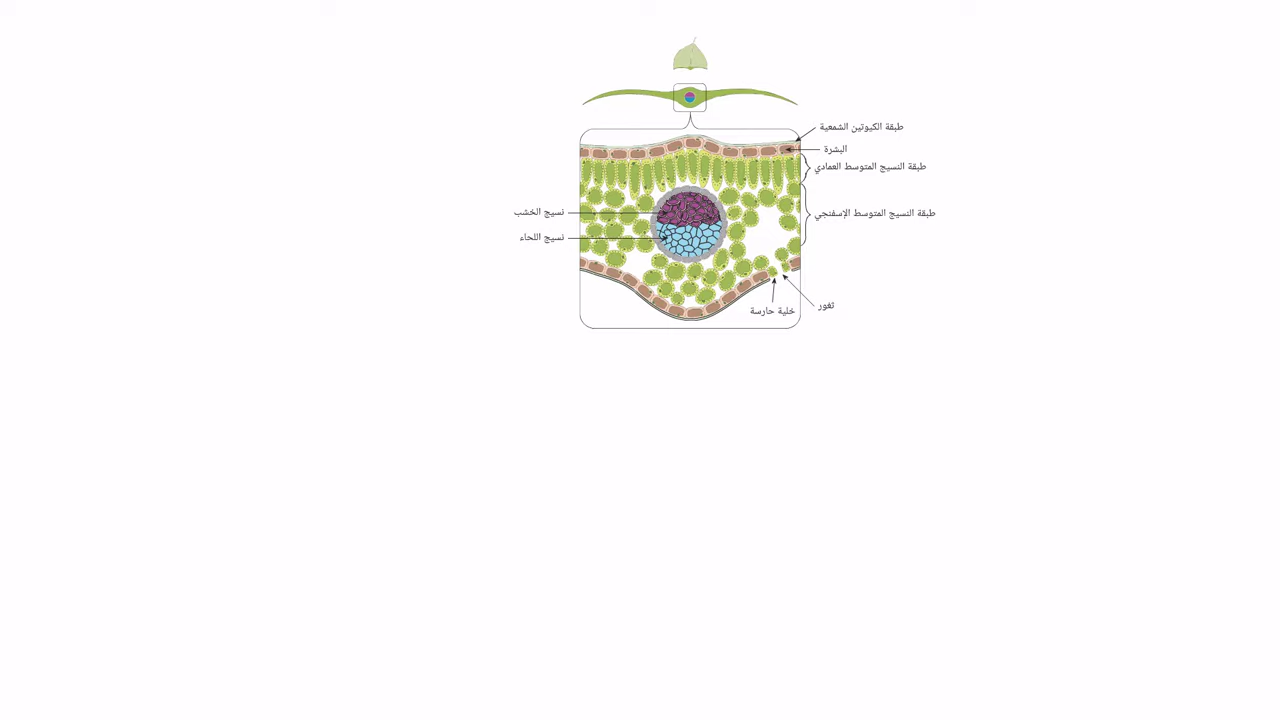 طبقة الكيوتين الشمعية
البشرة
طبقة النسيج المتوسط العمادي
نسيج الخشب
طبقة النسيج المتوسط الإسفنجي
نسيج اللحاء
ثغور
خلية حارسة